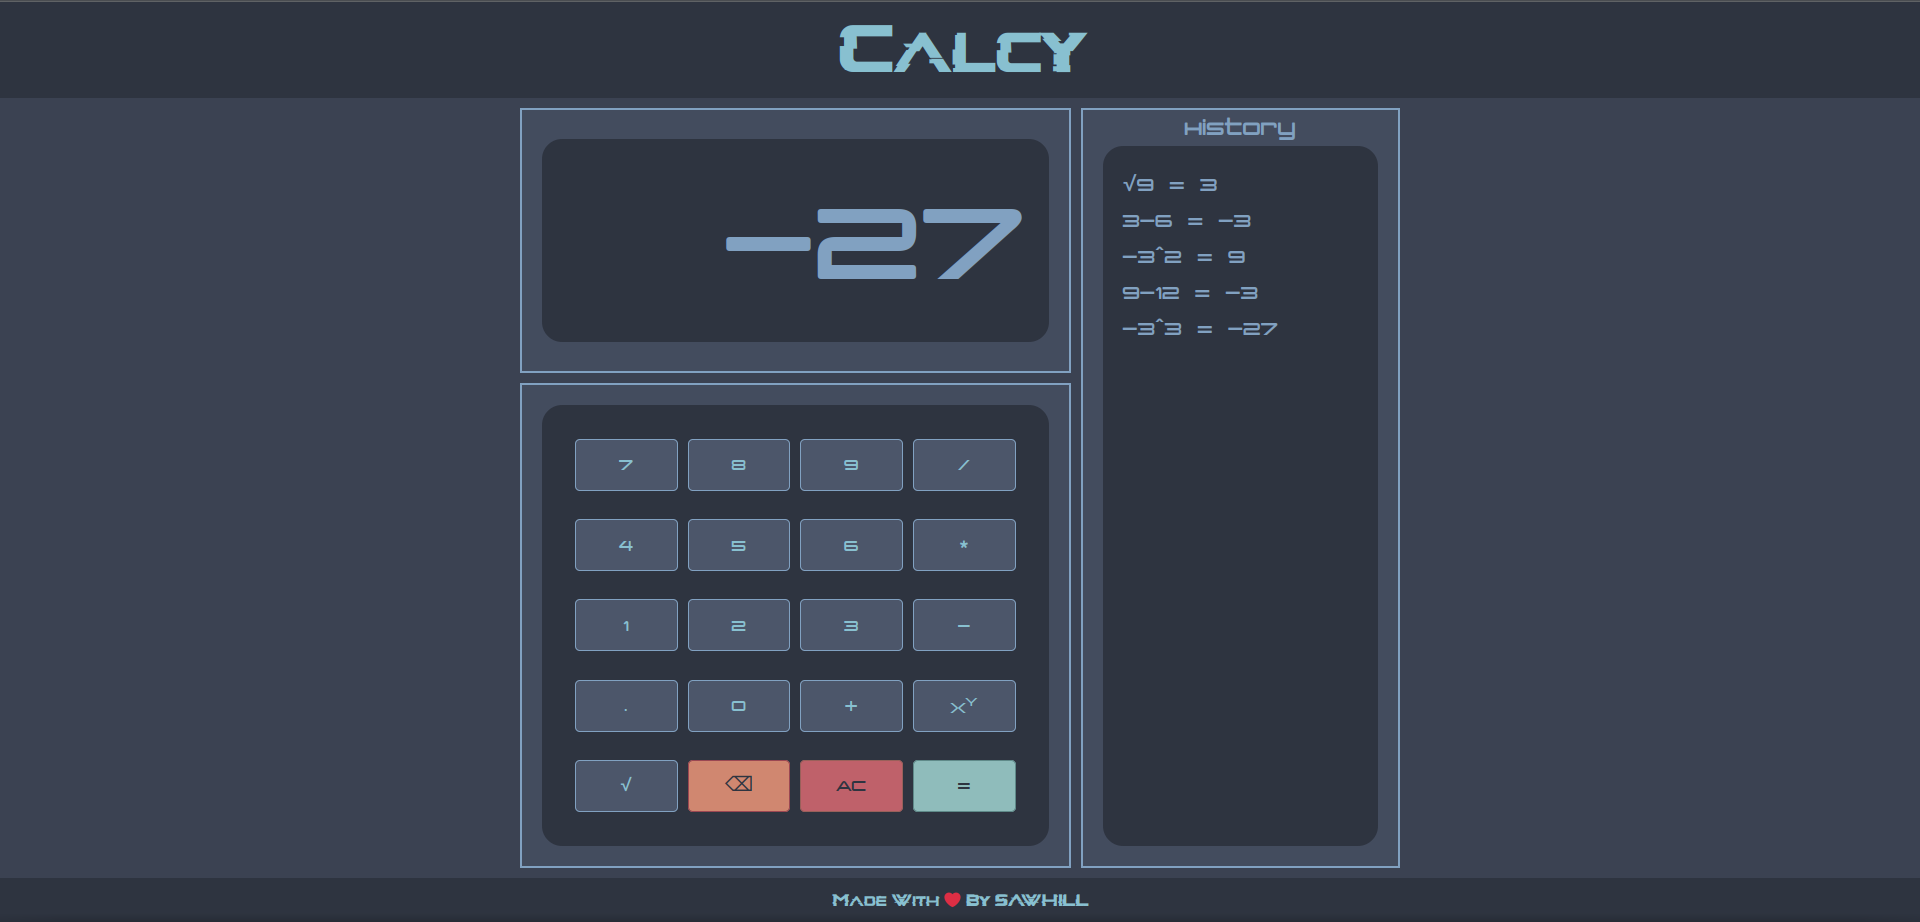 Calcy
-27
History
√9 = 3
3-6 = -3
-3^2 = 9
9-12 = -3
-3^3 = -27
7 8 9 /
4 5 6 *
1 2 3 -
. 0 + X^Y
√ ⌫ AC =
Made With ❤ By SAWHILL